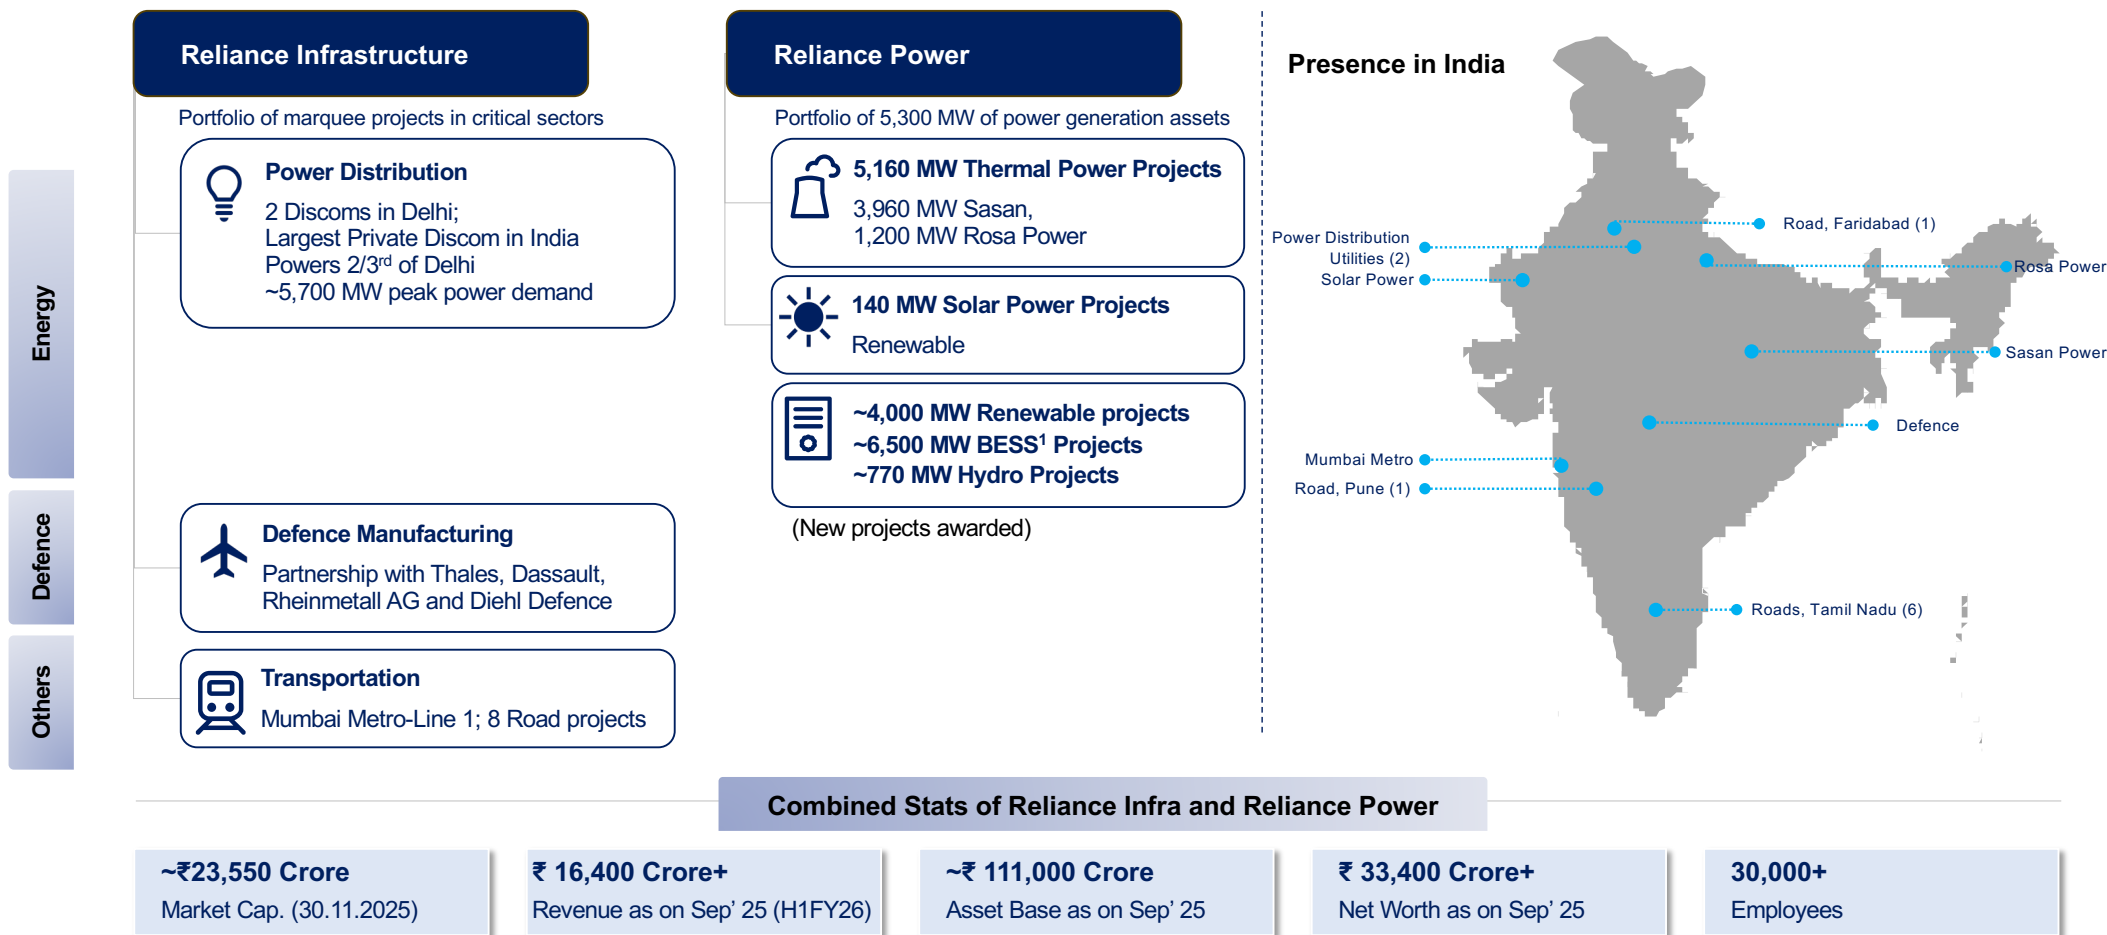 Reliance Infrastructure
Portfolio of marquee projects in critical sectors
Energy
Power Distribution
2 Discoms in Delhi;
Largest Private Discom in India
Powers 2/3rd of Delhi
~5,700 MW peak power demand
Defence
Defence Manufacturing
Partnership with Thales, Dassault,
Rheinmetall AG and Diehl Defence
Others
Transportation
Mumbai Metro-Line 1; 8 Road projects
Reliance Power
Portfolio of 5,300 MW of power generation assets
5,160 MW Thermal Power Projects
3,960 MW Sasan,
1,200 MW Rosa Power
140 MW Solar Power Projects
Renewable
~4,000 MW Renewable projects
~6,500 MW BESS¹ Projects
~770 MW Hydro Projects
(New projects awarded)
Presence in India
Road, Faridabad (1)
Power Distribution
Utilities (2)
Rosa Power
Solar Power
Sasan Power
Defence
Mumbai Metro
Road, Pune (1)
Roads, Tamil Nadu (6)
Combined Stats of Reliance Infra and Reliance Power
~₹23,550 Crore
Market Cap. (30.11.2025)
₹ 16,400 Crore+
Revenue as on Sep’ 25 (H1FY26)
~₹ 111,000 Crore
Asset Base as on Sep’ 25
₹ 33,400 Crore+
Net Worth as on Sep’ 25
30,000+
Employees